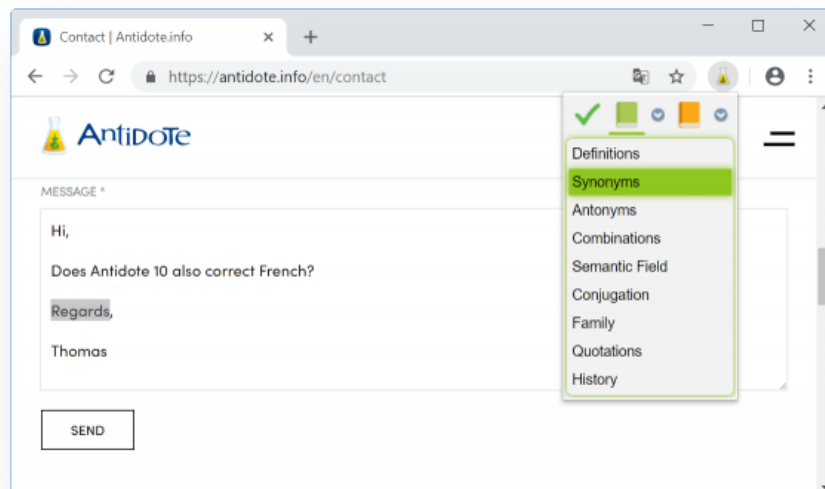 Contact | Antidote.info
https://antidote.info/en/contact
Antidote
MESSAGE *
Hi,
Does Antidote 10 also correct French?
Regards,
Thomas
SEND
Definitions
Synonyms
Antonyms
Combinations
Semantic Field
Conjugation
Family
Quotations
History